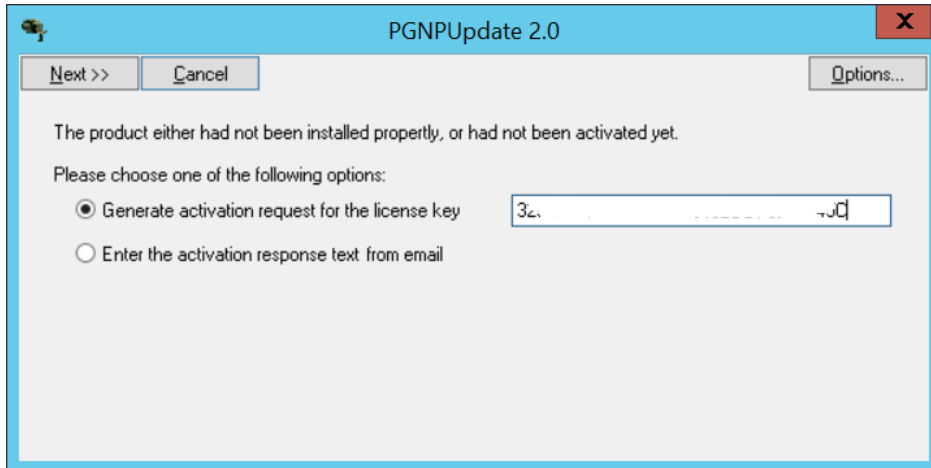 PGNPUpdate 2.0
X
Next >>
Cancel
Options...
The product either had not been installed propertly, or had not been activated yet.
Please choose one of the following options:
Generate activation request for the license key
Enter the activation response text from email